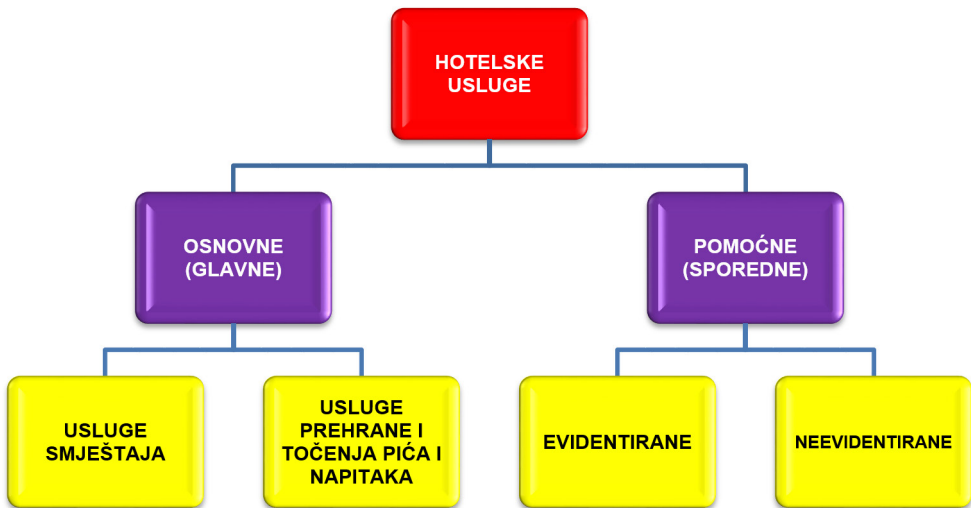 HOTELSKE
USLUGE
OSNOVNE
(GLAVNE)
POMOĆNE
(SPOREDNE)
USLUGE
SMJEŠTAJA
USLUGE
PREHRANE I
TOČENJA PIĆA I
NAPITAKA
EVIDENTIRANE
NEEVIDENTIRANE